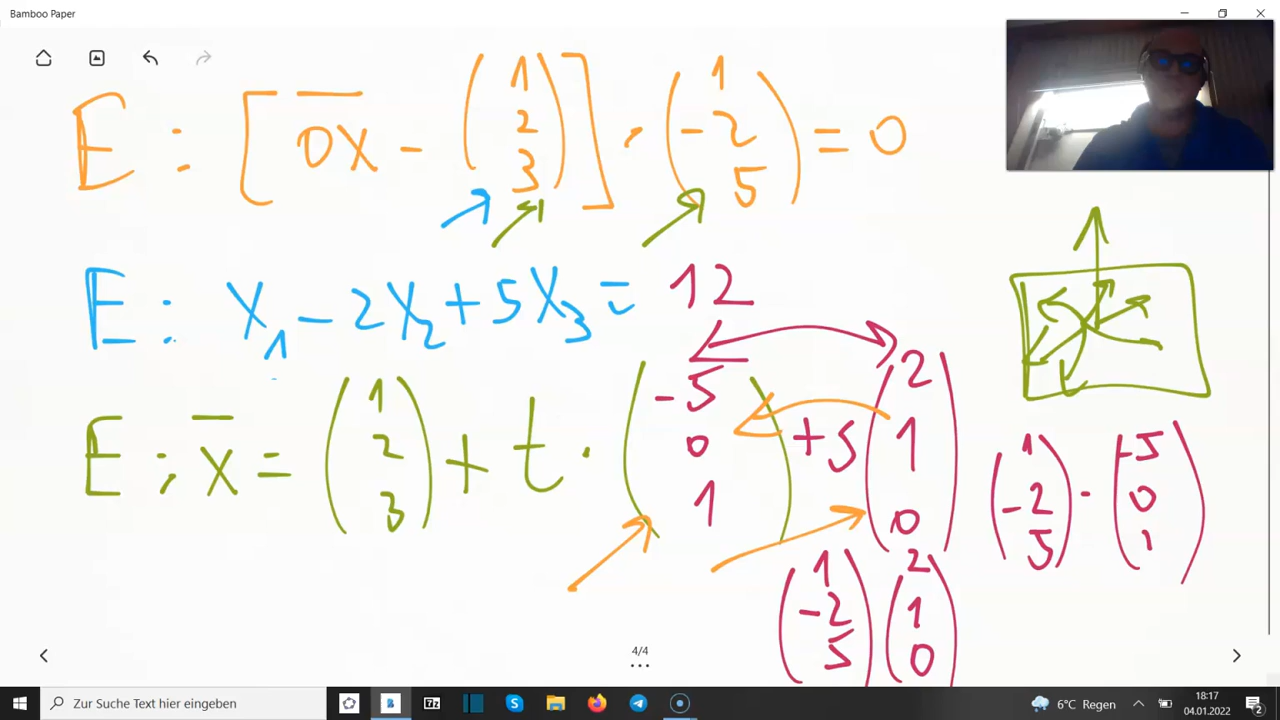 Bamboo Paper
E : [ 0X - ( 1 2 3 ) ] · ( 1 -2 5 ) = 0
E : X₁ - 2X₂ + 5X₃ = 12
E : x = ( 1 2 3 ) + t · ( -5 0 1 ) + s ( 2 1 0 )
( 1 -2 5 ) · ( -5 0 1 )
( 1 -2 5 ) ( 2 1 0 )
4/4
Zur Suche Text hier eingeben
6°C Regen
18:17
04.01.2022
2